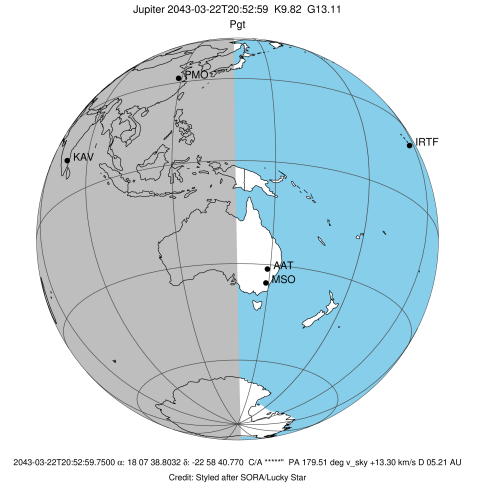 Jupiter 2043-03-22T20:52:59 K9.82 G13.11
Pgt
PMO
IRTF
KAV
AAT
MSO
2043-03-22T20:52:59.7500 α: 18 07 38.8032 δ: -22 58 40.770 C/A *****" PA 179.51 deg v_sky +13.30 km/s D 05.21 AU
Credit: Styled after SORA/Lucky Star